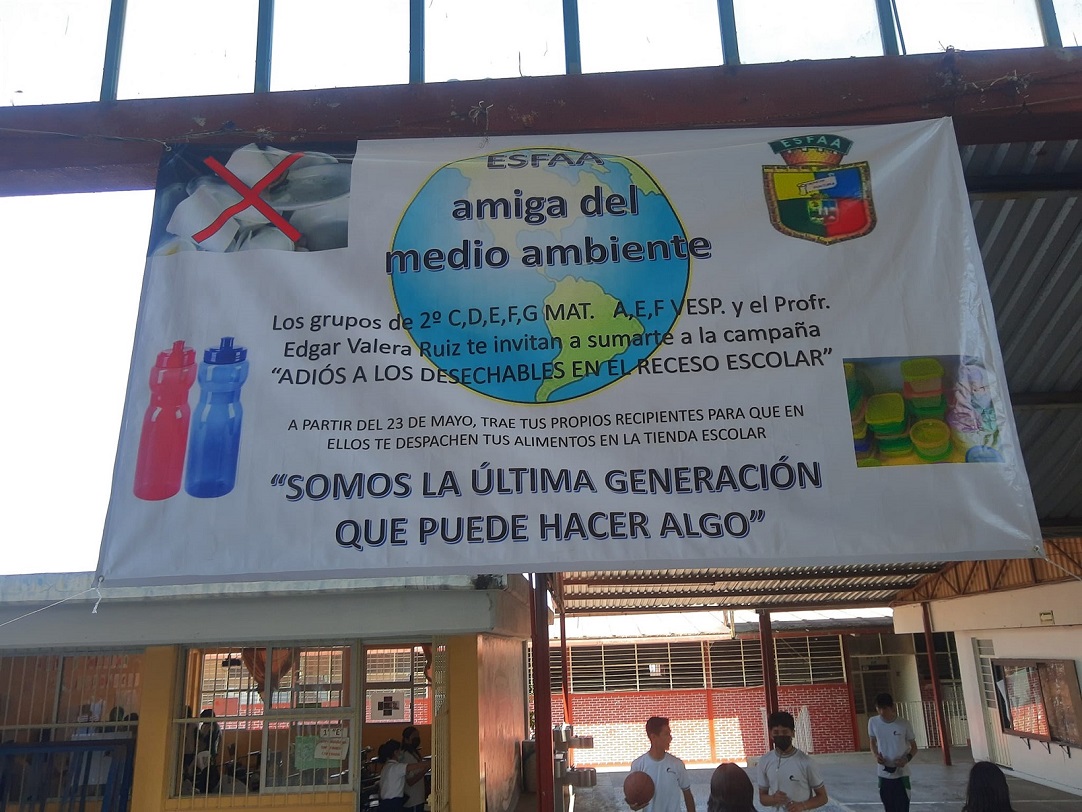 ESFAA
ESFAA
amiga del
medio ambiente
Los grupos de 2º C,D,E,F,G MAT. A,E,F VESP. y el Profr.
Edgar Valera Ruiz te invitan a sumarte a la campaña
“ADIÓS A LOS DESECHABLES EN EL RECESO ESCOLAR”
A PARTIR DEL 23 DE MAYO, TRAE TUS PROPIOS RECIPIENTES PARA QUE EN
ELLOS TE DESPACHEN TUS ALIMENTOS EN LA TIENDA ESCOLAR
“SOMOS LA ÚLTIMA GENERACIÓN
QUE PUEDE HACER ALGO”